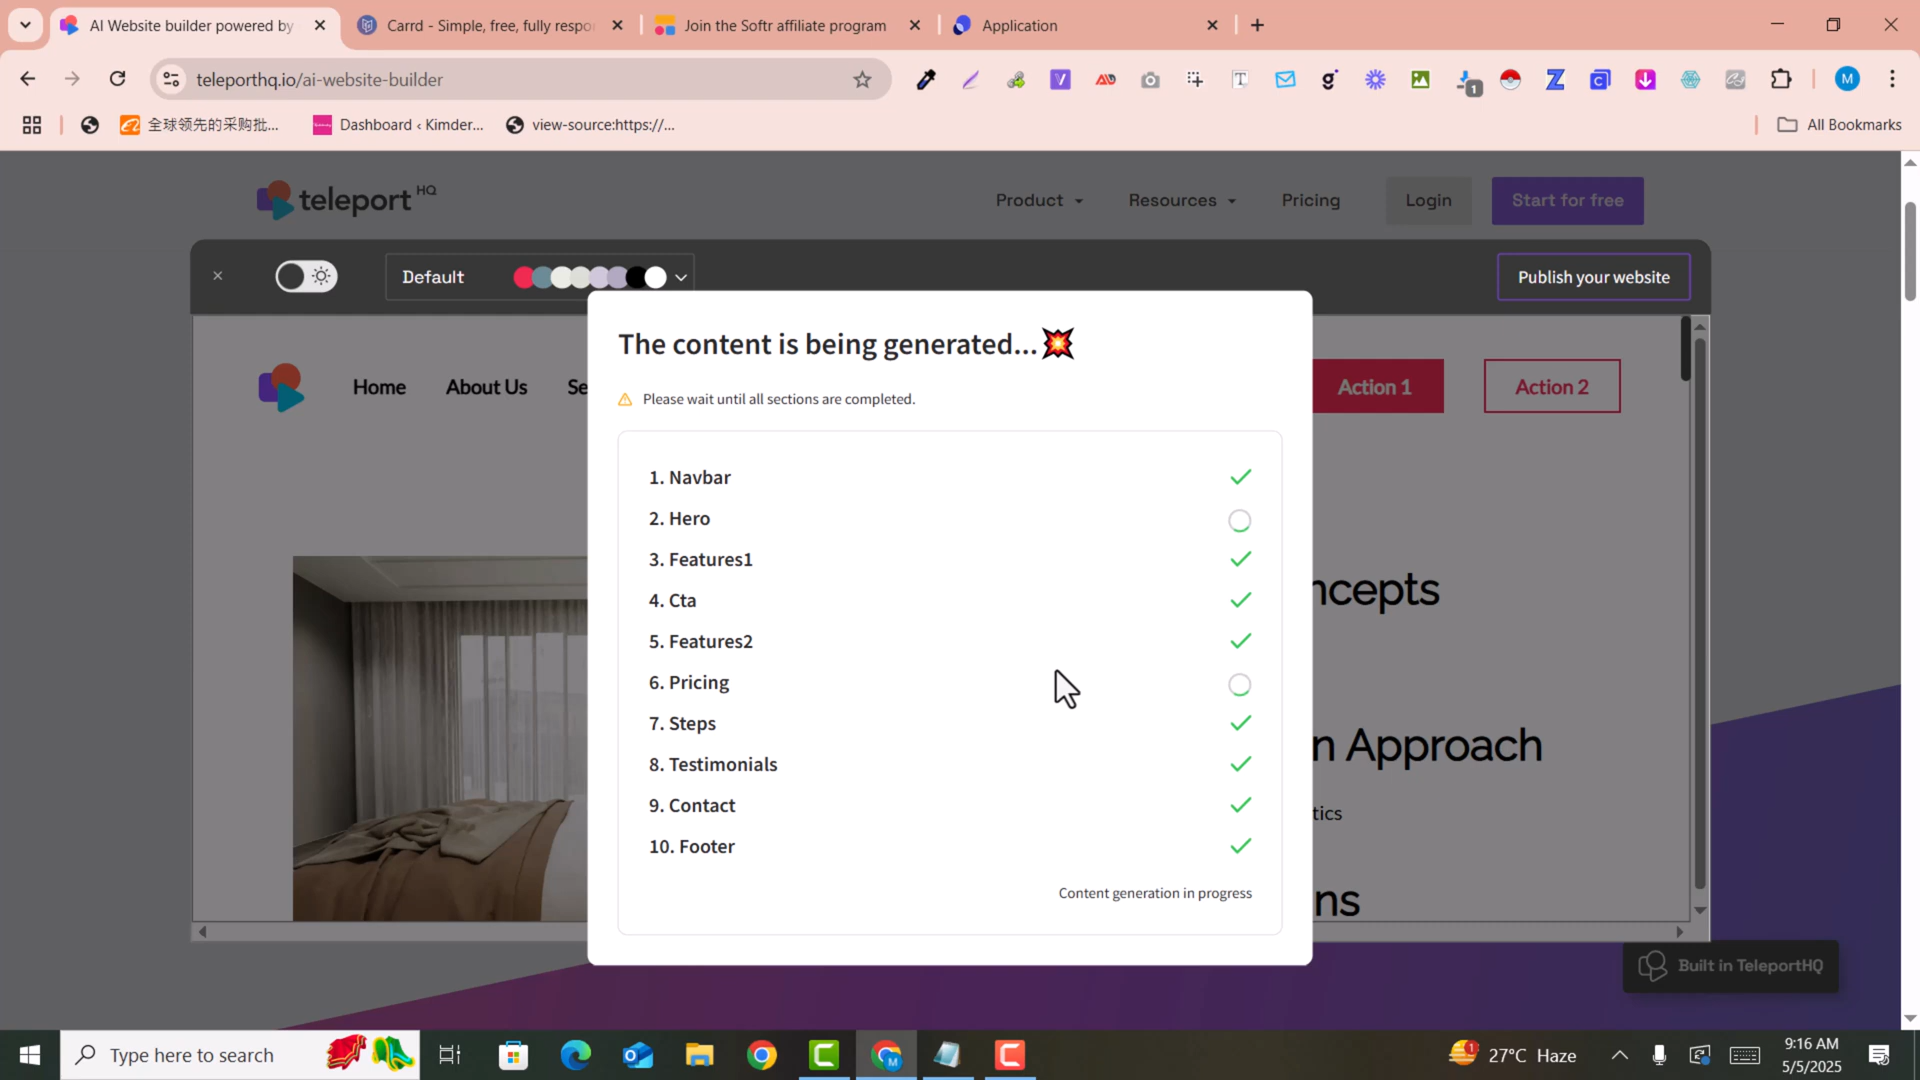 AI Website builder powered by
Carrd - Simple, free, fully respo
Join the Softr affiliate program
Application
teleporthq.io/ai-website-builder
1
M
全球领先的采购批...
Dashboard ‹ Kimder...
view-source:https://...
All Bookmarks
teleport HQ
Product
Resources
Pricing
Login
Start for free
Default
Publish your website
The content is being generated...
Please wait until all sections are completed.
Home
About Us
Se
Action 1
Action 2
1. Navbar
2. Hero
3. Features1
4. Cta
5. Features2
6. Pricing
7. Steps
8. Testimonials
9. Contact
10. Footer
Content generation in progress
ncepts
n Approach
tics
ns
Built in TeleportHQ
Type here to search
27°C Haze
9:16 AM
5/5/2025